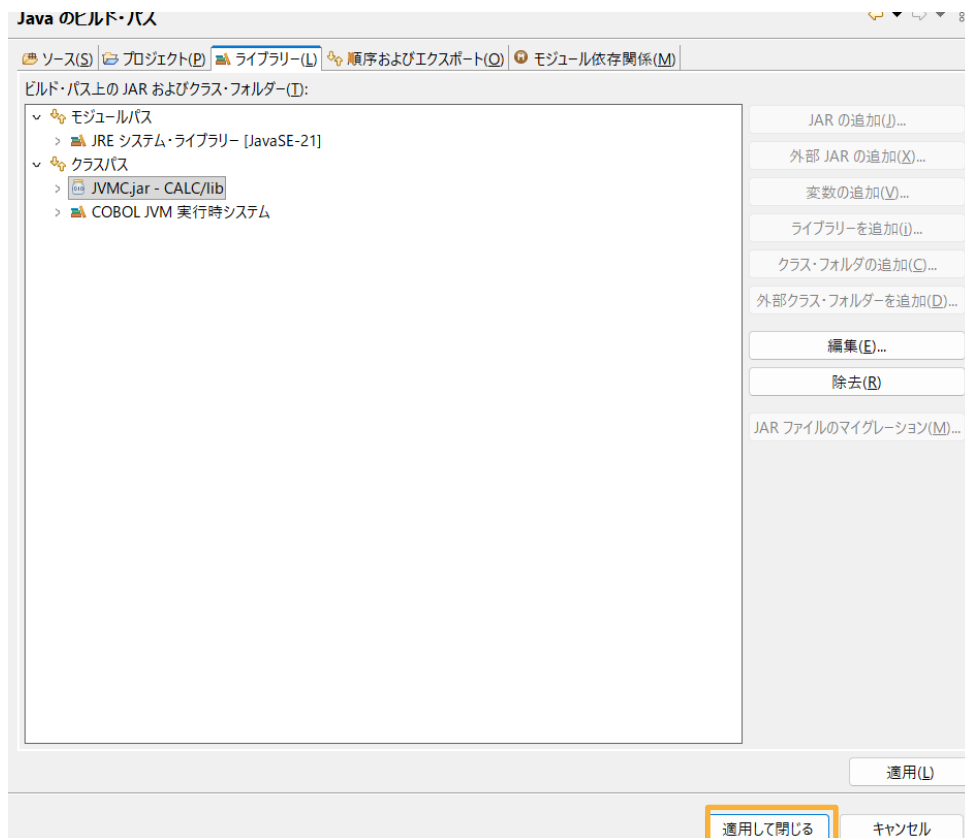 Java のビルド・パス
ソース(S) プロジェクト(P) ライブラリー(L) 順序およびエクスポート(O) モジュール依存関係(M)
ビルド・パス上の JAR およびクラス・フォルダー(T):
モジュールパス
JRE システム・ライブラリー [JavaSE-21]
クラスパス
JVMC.jar - CALC/lib
COBOL JVM 実行時システム
JAR の追加(J)...
外部 JAR の追加(X)...
変数の追加(V)...
ライブラリーを追加(i)...
クラス・フォルダの追加(C)...
外部クラス・フォルダーを追加(D)...
編集(E)...
除去(R)
JAR ファイルのマイグレーション(M)...
適用(L)
適用して閉じる キャンセル